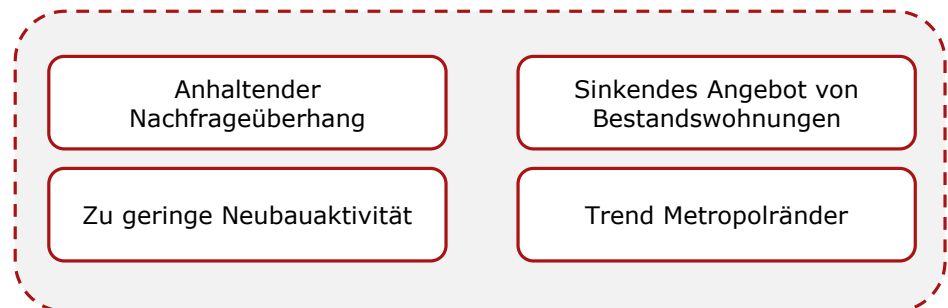 Anhaltender
Nachfrageüberhang
Sinkendes Angebot von
Bestandswohnungen
Zu geringe Neubauaktivität
Trend Metropolränder